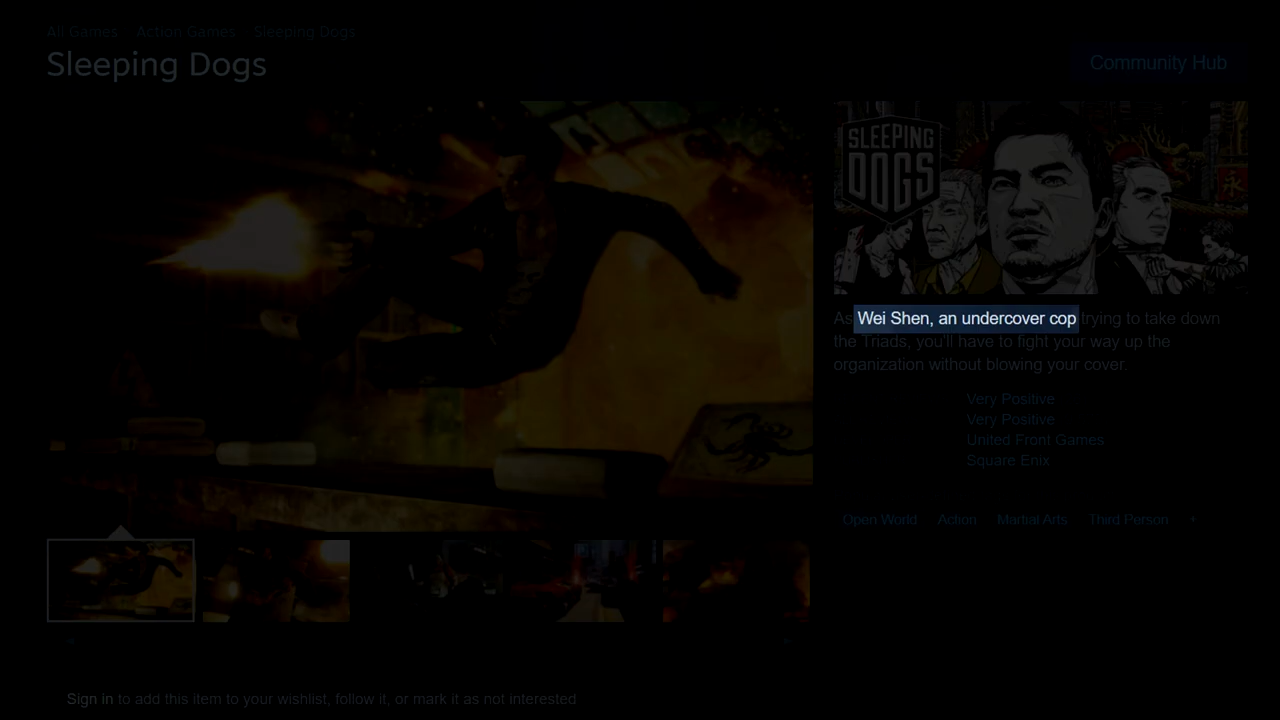 All Games Action Games Sleeping Dogs
Sleeping Dogs
Community Hub
SLEEPING
DOGS
永
As Wei Shen, an undercover cop trying to take down
the Triads, you'll have to fight your way up the
organization without blowing your cover.
Very Positive
Very Positive
United Front Games
Square Enix
Open World Action Martial Arts Third Person +
Sign in to add this item to your wishlist, follow it, or mark it as not interested